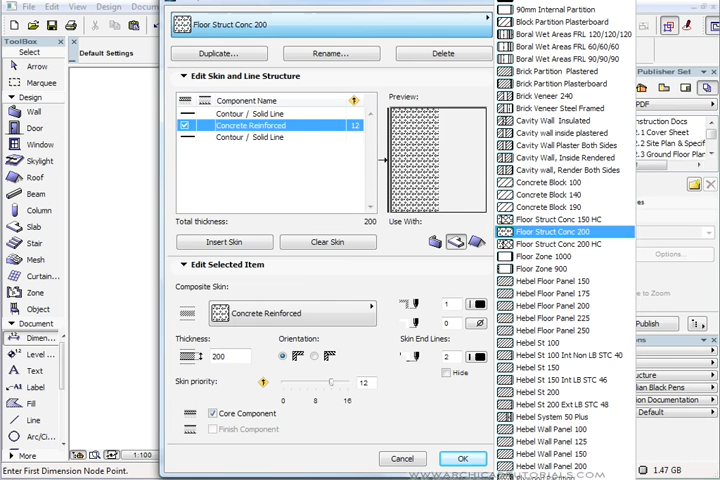 File
Edit
View
Window
Help
ToolBox
Select
Arrow
Marquee
Design
Wall
Door
Window
Skylight
Roof
Beam
Column
Slab
Stair
Mesh
Curtain...
Zone
Object
Document
Dimen...
Level ...
Text
Label
Fill
Line
Arc/Ci...
More
Enter First Dimension Node Point.
Default Settings
1:100
Floor Struct Conc 200
Duplicate...
Rename...
Delete
Edit Skin and Line Structure
Component Name
Contour / Solid Line
Concrete Reinforced 12
Contour / Solid Line
Preview:
Total thickness: 200
Use With:
Insert Skin
Clear Skin
Edit Selected Item
Composite Skin:
Concrete Reinforced
1
0
Thickness:
Orientation:
Skin End Lines:
200
2
Hide
Skin priority:
12
0 8 16
Core Component
Finish Component
Cancel
OK
90mm Internal Partition
Block Partition Plasterboard
Boral Wet Areas FRL 120/120/120
Boral Wet Areas FRL 60/60/60
Boral Wet Areas FRL 90/90/90
Brick Partition Plastered
Brick Partition Plasterboard
Brick Veneer 240
Brick Veneer Steel Framed
Cavity Wall Insulated
Cavity wall inside plastered
Cavity Wall Plaster Both Sides
Cavity Wall, Inside Rendered
Cavity wall, Render Both Sides
Concrete Block 100
Concrete Block 140
Concrete Block 190
Floor Struct Conc 150 HC
Floor Struct Conc 200
Floor Struct Conc 200 HC
Floor Zone 1000
Floor Zone 900
Hebel Floor Panel 150
Hebel Floor Panel 175
Hebel Floor Panel 200
Hebel Floor Panel 225
Hebel Floor Panel 250
Hebel St 100
Hebel St 100 Int Non LB STC 40
Hebel St 150
Hebel St 150 Int LB STC 46
Hebel St 200
Hebel St 200 Ext LB STC 48
Hebel System 50 Plus
Hebel Wall Panel 100
Hebel Wall Panel 125
Hebel Wall Panel 150
Hebel Wall Panel 200
Publisher Set
PDF
nstruction Docs
2.1 Cover Sheet
2.2 Site Plan & Specif
2.3 Ground Floor Plan
Options...
to Zoom
Publish
ons
ucture
lian Black Pens
ion Documentation
Default
1.47 GB
WWW.ARCHICADTUTORIALS.COM